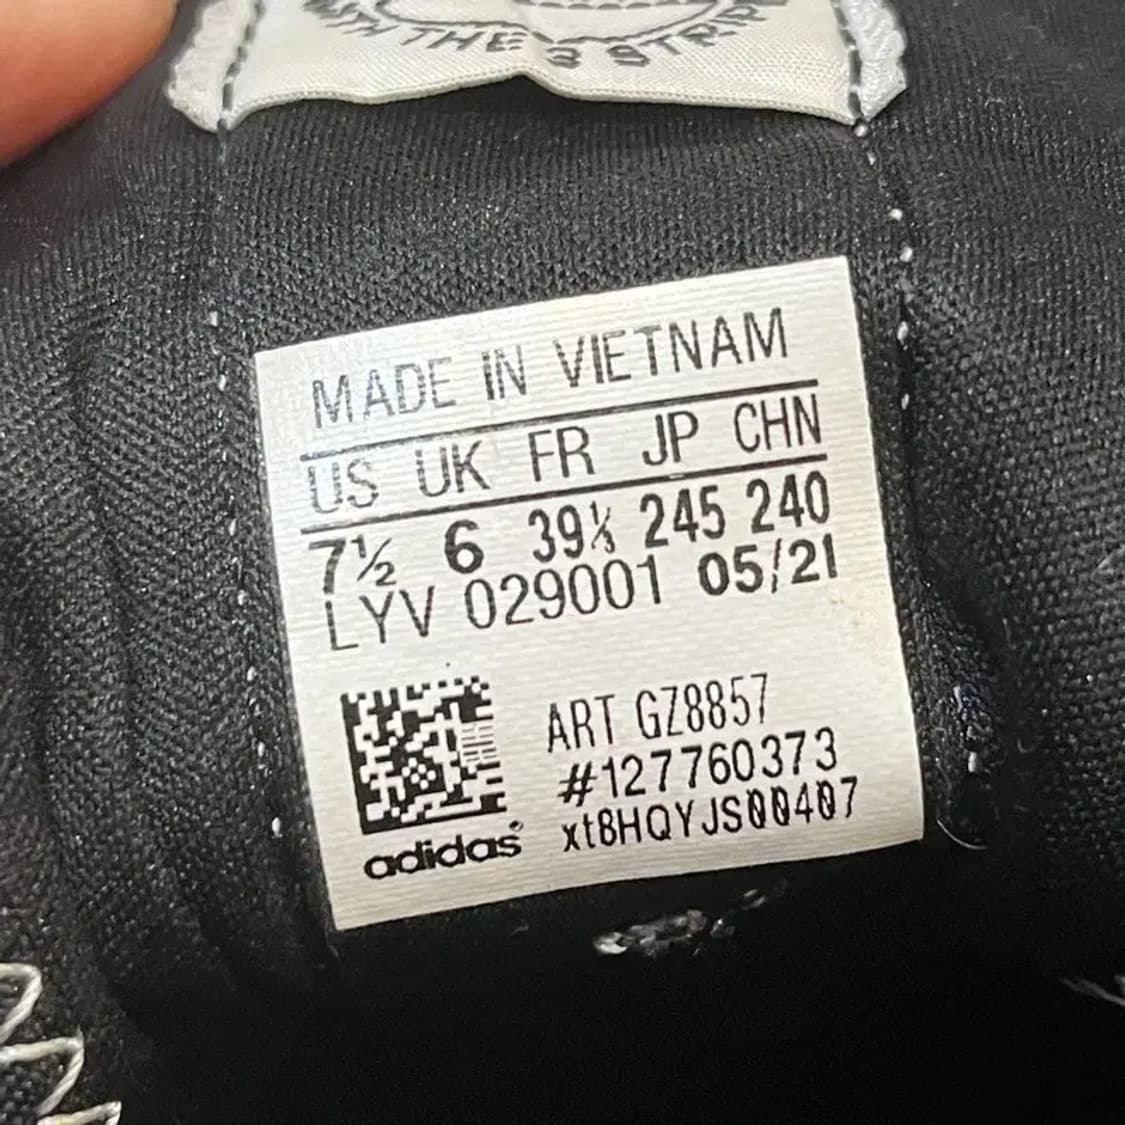 WITH THE 3 STRIPE
MADE IN VIETNAM
US UK FR JP CHN
7½ 6 39⅓ 245 240
LYV 029001 05/21
ART GZ8857
#127760373
xt8HQYJS00407
adidas